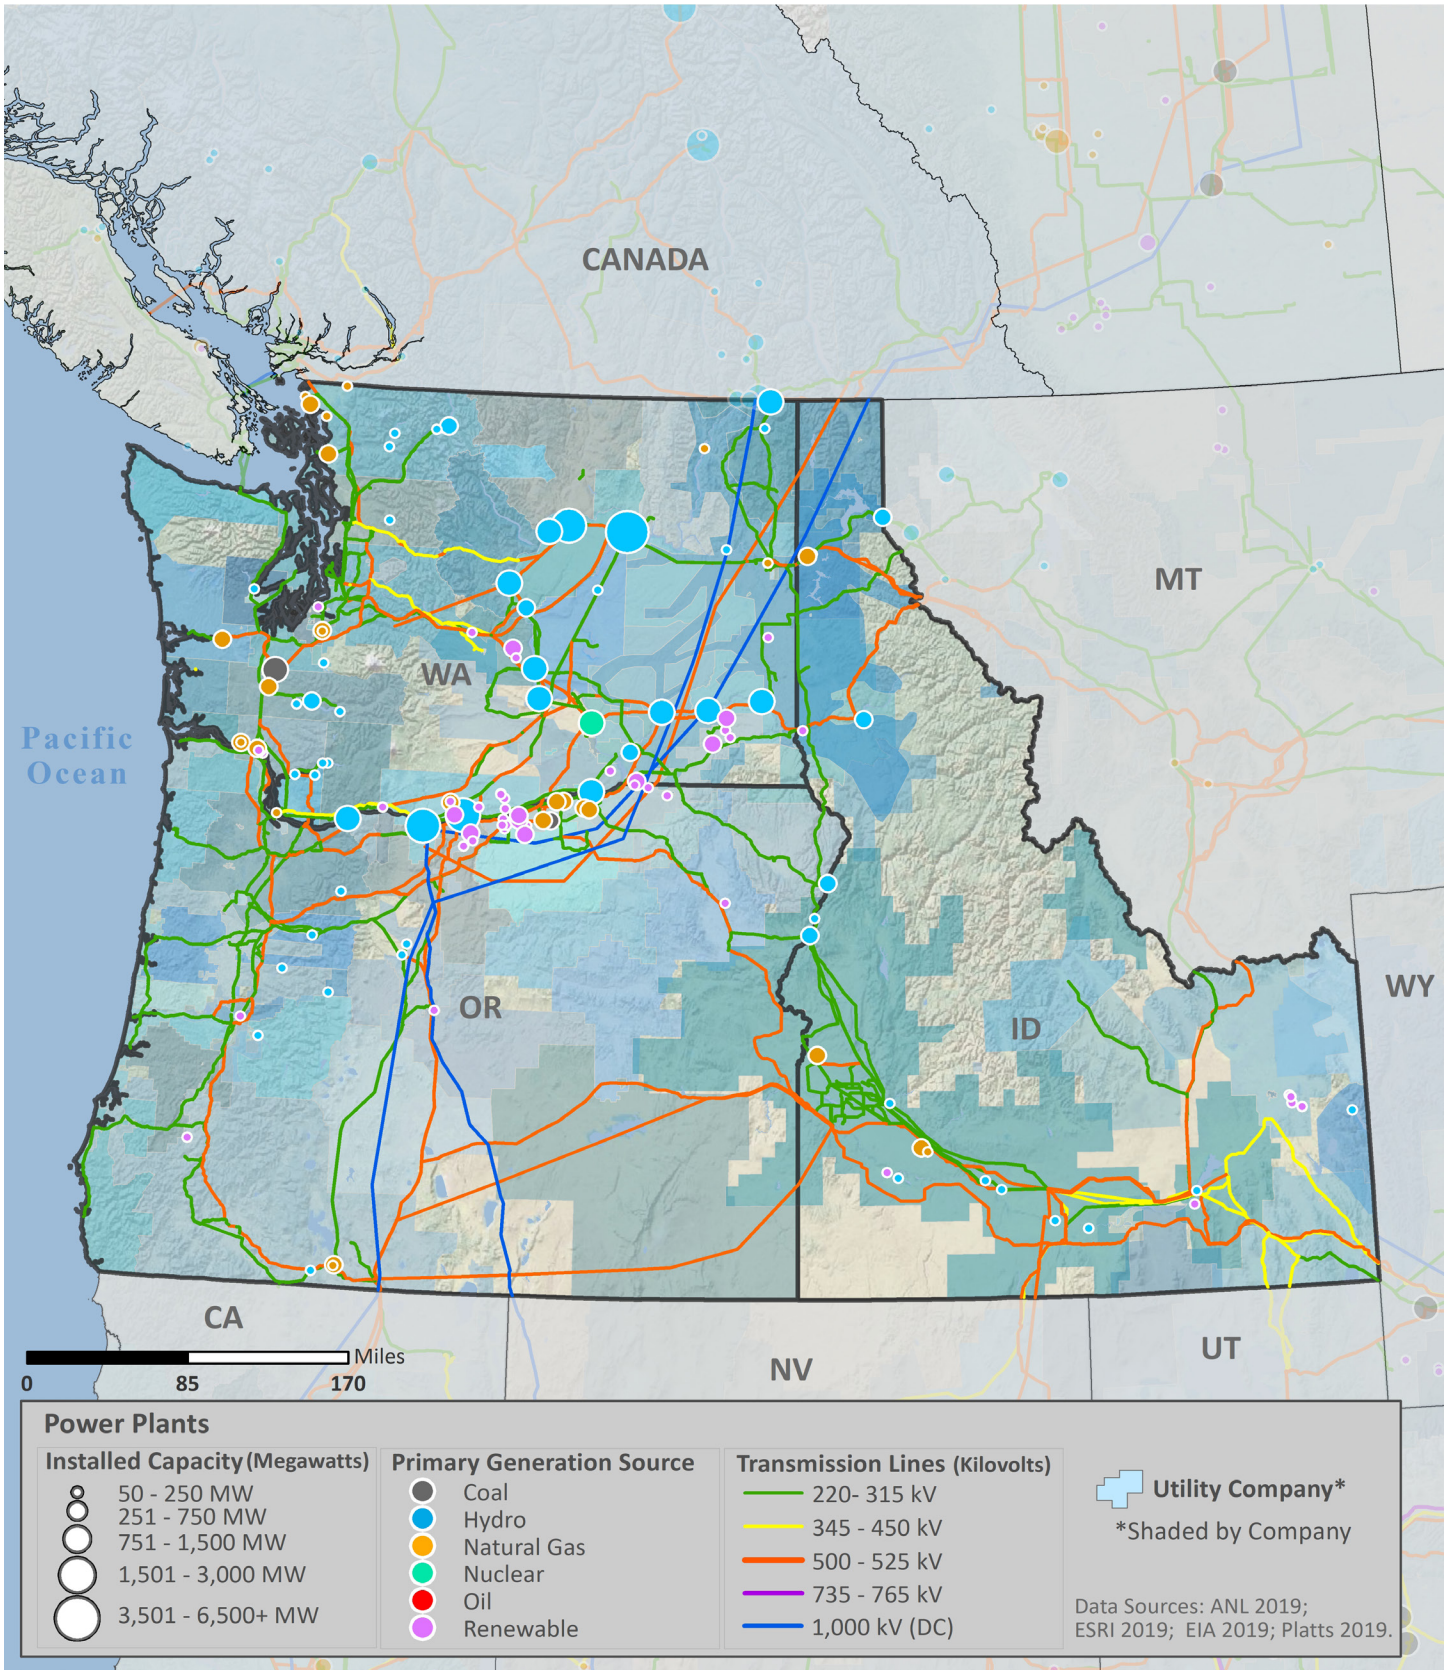 CANADA
MT
WA
Pacific
Ocean
OR
ID
WY
CA
NV
UT
Miles
0 85 170
Power Plants
Installed Capacity (Megawatts)
50 - 250 MW
251 - 750 MW
751 - 1,500 MW
1,501 - 3,000 MW
3,501 - 6,500+ MW
Primary Generation Source
Coal
Hydro
Natural Gas
Nuclear
Oil
Renewable
Transmission Lines (Kilovolts)
220- 315 kV
345 - 450 kV
500 - 525 kV
735 - 765 kV
1,000 kV (DC)
Utility Company*
*Shaded by Company
Data Sources: ANL 2019;
ESRI 2019; EIA 2019; Platts 2019.